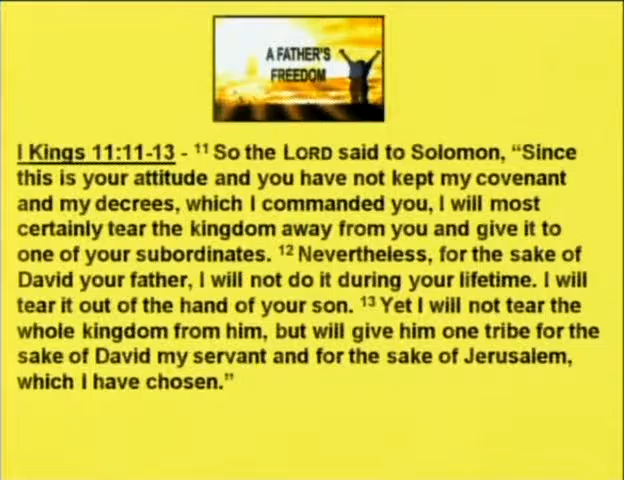 A FATHER'S
FREEDOM
I Kings 11:11-13 - 11 So the LORD said to Solomon, “Since
this is your attitude and you have not kept my covenant
and my decrees, which I commanded you, I will most
certainly tear the kingdom away from you and give it to
one of your subordinates. 12 Nevertheless, for the sake of
David your father, I will not do it during your lifetime. I will
tear it out of the hand of your son. 13 Yet I will not tear the
whole kingdom from him, but will give him one tribe for the
sake of David my servant and for the sake of Jerusalem,
which I have chosen.”